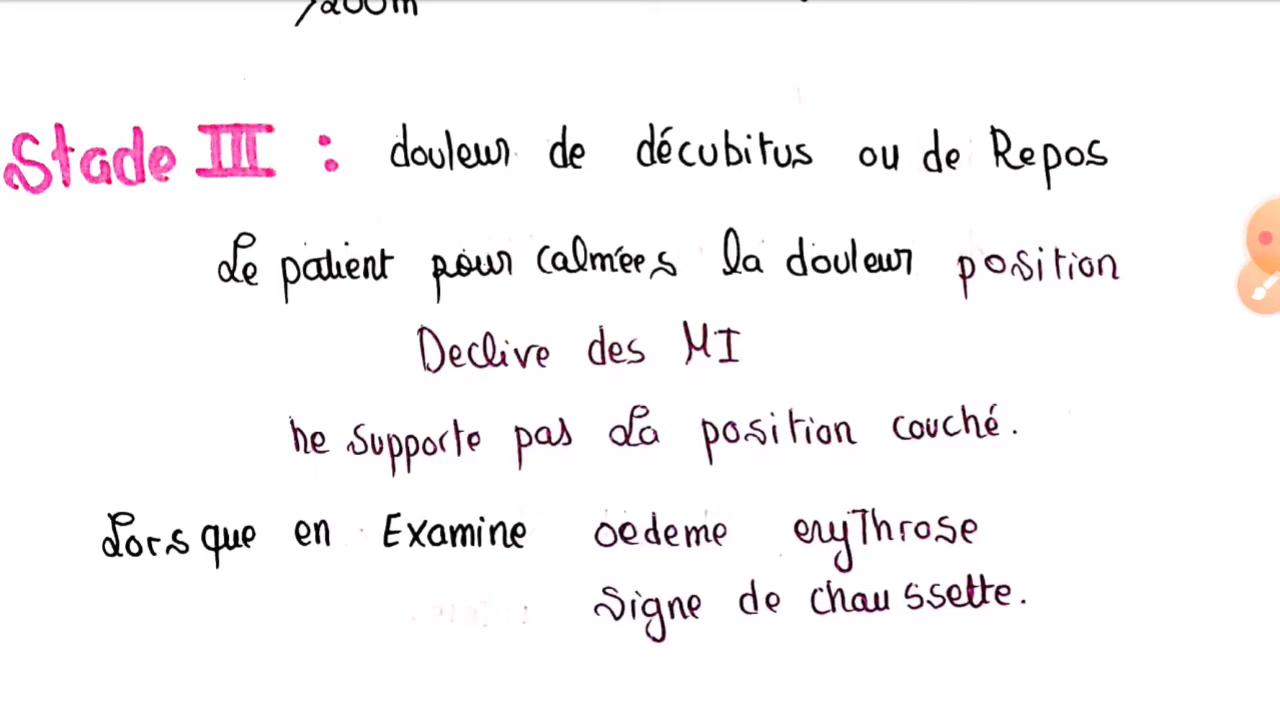 /200m
Stade III : douleur de décubitus ou de Repos
Le patient pour calmées la douleur position
Declive des MI
ne supporte pas La position couché.
Lorsque en Examine oedeme erythrose
signe de chaussette.